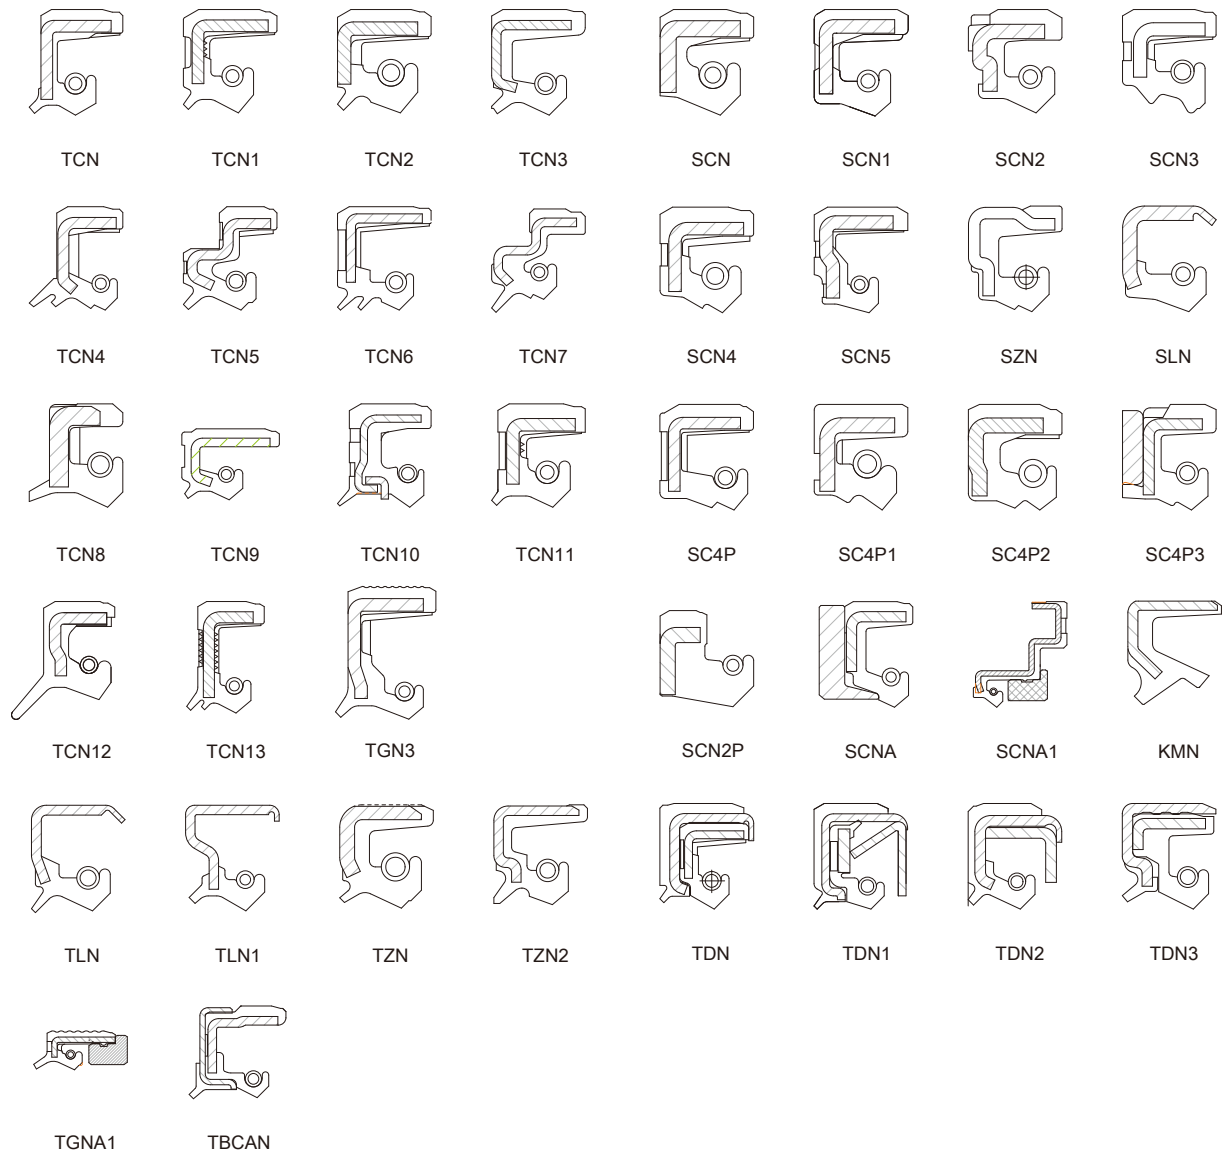 TCN TCN1 TCN2 TCN3 SCN SCN1 SCN2 SCN3
TCN4 TCN5 TCN6 TCN7 SCN4 SCN5 SZN SLN
TCN8 TCN9 TCN10 TCN11 SC4P SC4P1 SC4P2 SC4P3
TCN12 TCN13 TGN3 SCN2P SCNA SCNA1 KMN
TLN TLN1 TZN TZN2 TDN TDN1 TDN2 TDN3
TGNA1 TBCAN